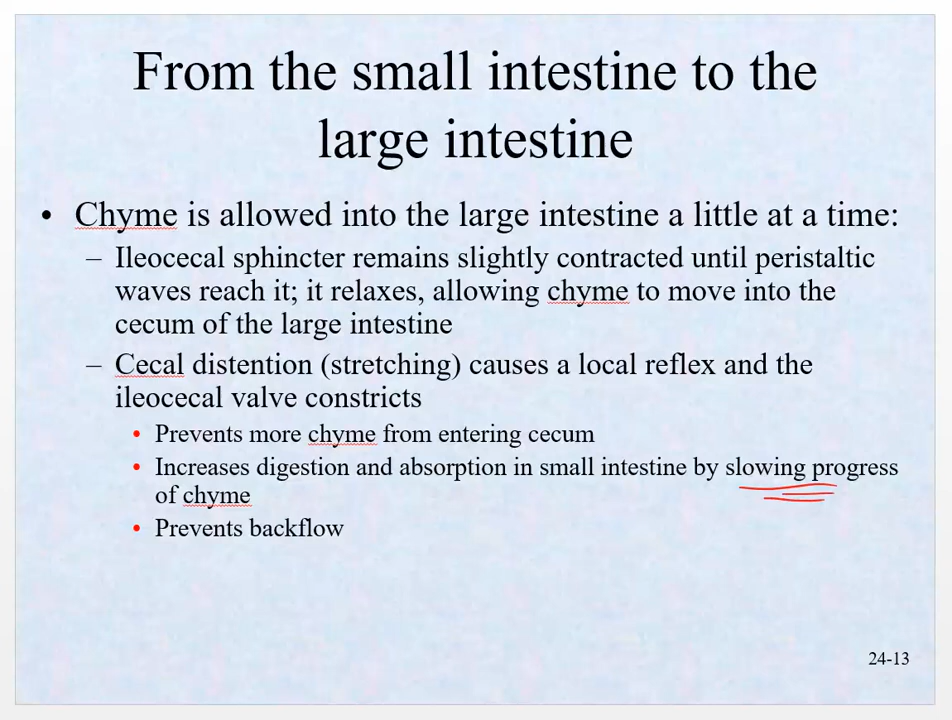 From the small intestine to the
large intestine
• Chyme is allowed into the large intestine a little at a time:
– Ileocecal sphincter remains slightly contracted until peristaltic
waves reach it; it relaxes, allowing chyme to move into the
cecum of the large intestine
– Cecal distention (stretching) causes a local reflex and the
ileocecal valve constricts
• Prevents more chyme from entering cecum
• Increases digestion and absorption in small intestine by slowing progress
of chyme
• Prevents backflow
24-13